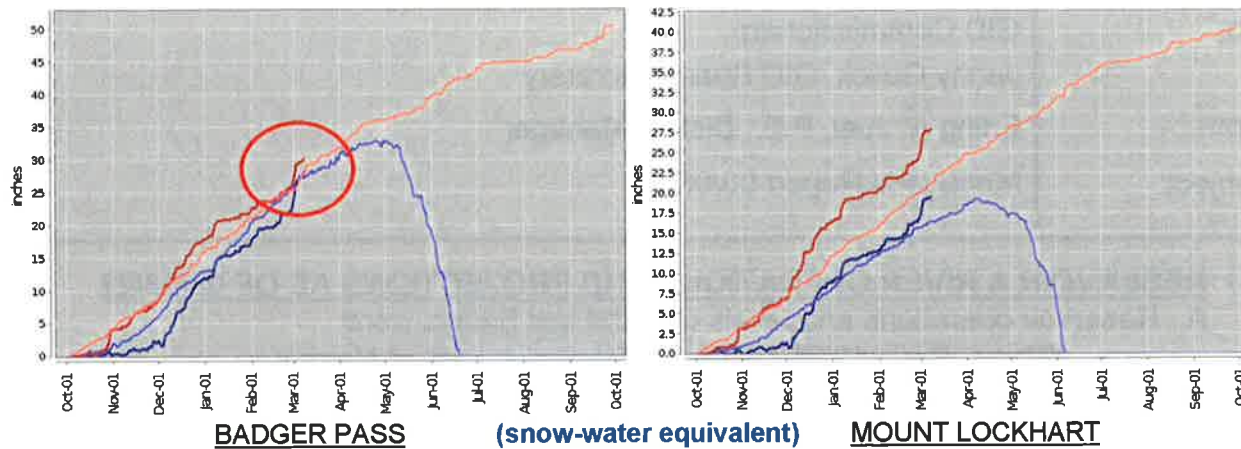 50
45
40
35
30
25
20
15
10
5
0
inches
Oct-01
Nov-01
Dec-01
Jan-01
Feb-01
Mar-01
Apr-01
May-01
Jun-01
Jul-01
Aug-01
Sep-01
Oct-01
42.5
40.0
37.5
35.0
32.5
30.0
27.5
25.0
22.5
20.0
17.5
15.0
12.5
10.0
7.5
5.0
2.5
0.0
inches
Oct-01
Nov-01
Dec-01
Jan-01
Feb-01
Mar-01
Apr-01
May-01
Jun-01
Jul-01
Aug-01
Sep-01
Oct-01
BADGER PASS (snow-water equivalent) MOUNT LOCKHART